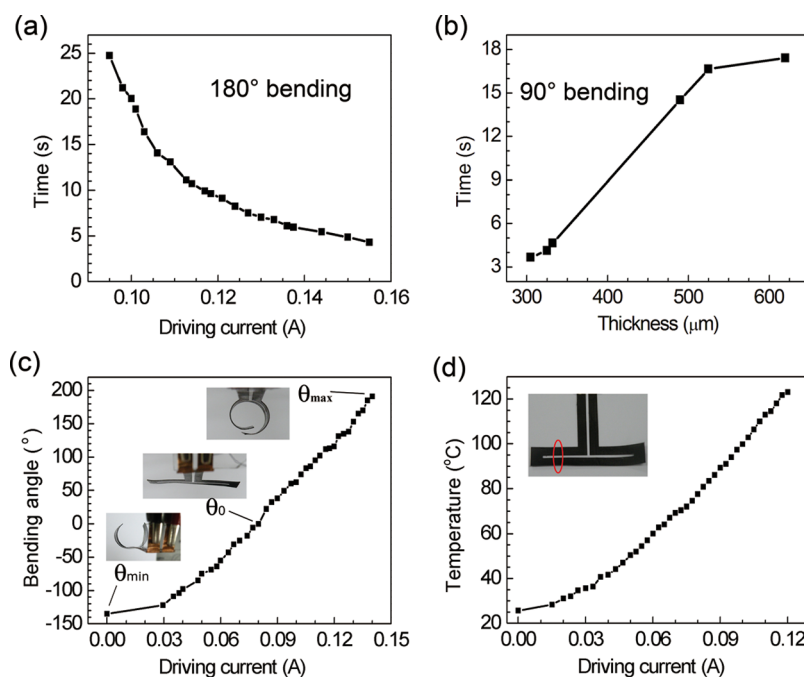 (a)
180° bending
Time (s)
25
20
15
10
5
0
0.10
0.12
0.14
0.16
Driving current (A)
(b)
90° bending
Time (s)
18
15
12
9
6
3
300
400
500
600
Thickness (μm)
(c)
Bending angle (°)
200
150
100
50
0
-50
-100
-150
θmax
θ0
θmin
0.00
0.03
0.06
0.09
0.12
0.15
Driving current (A)
(d)
Temperature (°C)
120
100
80
60
40
20
0.00
0.03
0.06
0.09
0.12
Driving current (A)